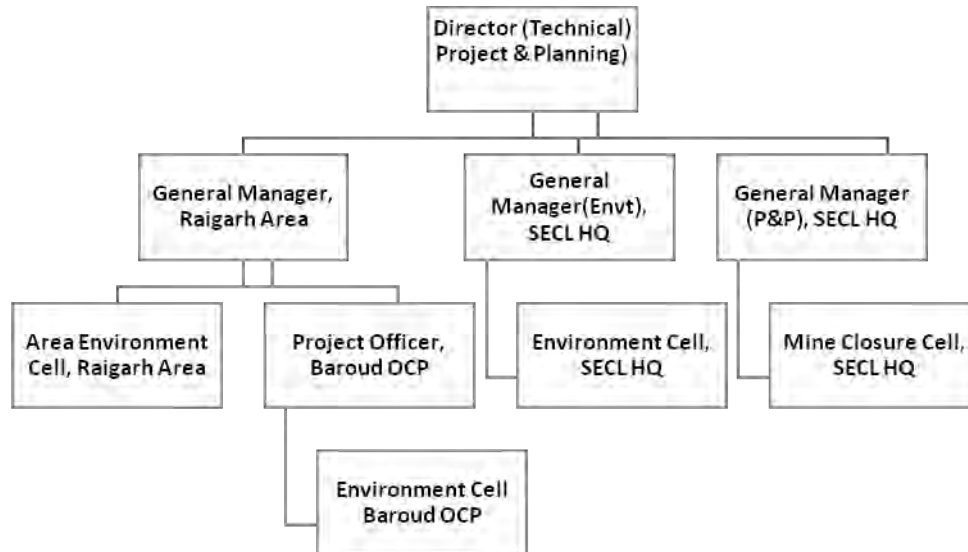 Director (Technical)
Project & Planning)
General Manager,
Raigarh Area
General
Manager(Envt),
SECL HQ
General Manager
(P&P), SECL HQ
Area Environment
Cell, Raigarh Area
Project Officer,
Baroud OCP
Environment Cell,
SECL HQ
Mine Closure Cell,
SECL HQ
Environment Cell
Baroud OCP